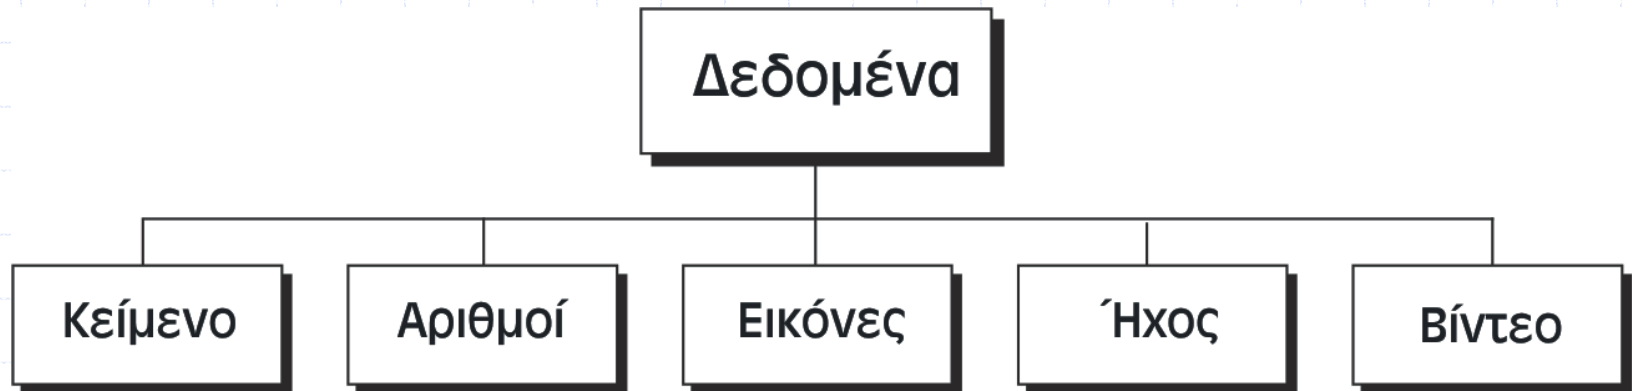 Δεδομένα
Κείμενο
Αριθμοί
Εικόνες
Ήχος
Βίντεο